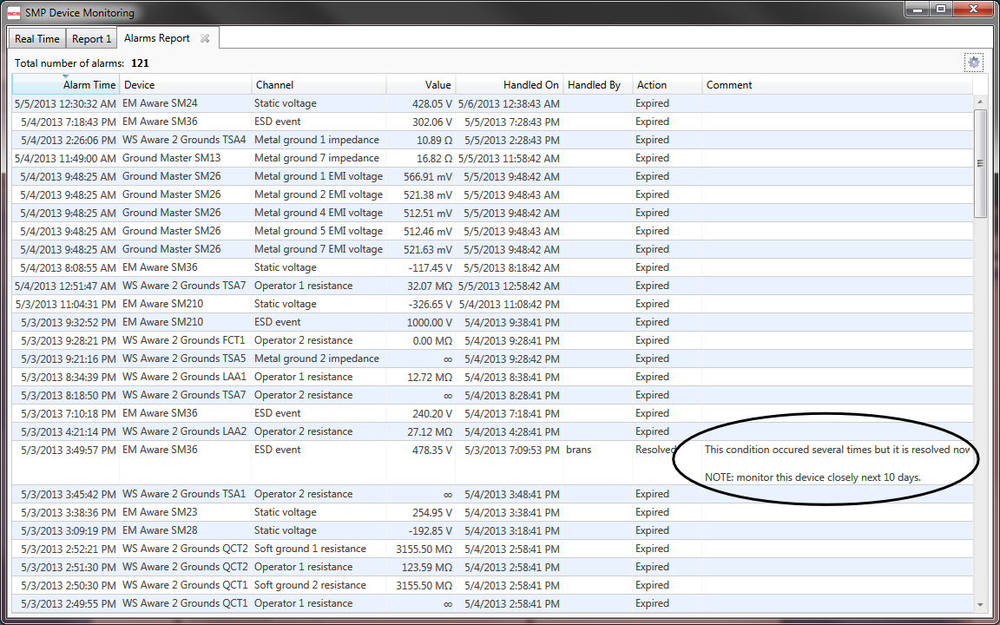 SCS SMP Device Monitoring
Real Time Report 1 Alarms Report
Total number of alarms: 121
Alarm Time Device Channel Value Handled On Handled By Action Comment
5/5/2013 12:30:32 AM EM Aware SM24 Static voltage 428.05 V 5/6/2013 12:38:43 AM Expired
5/4/2013 7:18:43 PM EM Aware SM36 ESD event 302.06 V 5/5/2013 7:28:43 PM Expired
5/4/2013 2:26:06 PM WS Aware 2 Grounds TSA4 Metal ground 1 impedance 10.89 Ω 5/5/2013 2:28:43 PM Expired
5/4/2013 11:49:00 AM Ground Master SM13 Metal ground 7 impedance 16.82 Ω 5/5/2013 11:58:42 AM Expired
5/4/2013 9:48:25 AM Ground Master SM26 Metal ground 1 EMI voltage 566.91 mV 5/5/2013 9:48:42 AM Expired
5/4/2013 9:48:25 AM Ground Master SM26 Metal ground 2 EMI voltage 521.38 mV 5/5/2013 9:48:43 AM Expired
5/4/2013 9:48:25 AM Ground Master SM26 Metal ground 4 EMI voltage 512.51 mV 5/5/2013 9:48:42 AM Expired
5/4/2013 9:48:25 AM Ground Master SM26 Metal ground 5 EMI voltage 512.46 mV 5/5/2013 9:48:43 AM Expired
5/4/2013 9:48:25 AM Ground Master SM26 Metal ground 7 EMI voltage 521.63 mV 5/5/2013 9:48:42 AM Expired
5/4/2013 8:08:55 AM EM Aware SM36 Static voltage -117.45 V 5/5/2013 8:18:42 AM Expired
5/4/2013 12:51:47 AM WS Aware 2 Grounds TSA7 Operator 1 resistance 32.07 MΩ 5/5/2013 12:58:42 AM Expired
5/3/2013 11:04:31 PM EM Aware SM210 Static voltage -326.65 V 5/4/2013 11:08:42 PM Expired
5/3/2013 9:32:52 PM EM Aware SM210 ESD event 1000.00 V 5/4/2013 9:38:41 PM Expired
5/3/2013 9:28:21 PM WS Aware 2 Grounds FCT1 Operator 2 resistance 0.00 MΩ 5/4/2013 9:28:41 PM Expired
5/3/2013 9:21:16 PM WS Aware 2 Grounds TSA5 Metal ground 2 impedance ∞ 5/4/2013 9:28:42 PM Expired
5/3/2013 8:34:39 PM WS Aware 2 Grounds LAA1 Operator 1 resistance 12.72 MΩ 5/4/2013 8:38:41 PM Expired
5/3/2013 8:18:50 PM WS Aware 2 Grounds TSA7 Operator 2 resistance ∞ 5/4/2013 8:28:41 PM Expired
5/3/2013 7:10:18 PM EM Aware SM36 ESD event 240.20 V 5/4/2013 7:18:41 PM Expired
5/3/2013 4:21:14 PM WS Aware 2 Grounds LAA2 Operator 2 resistance 27.12 MΩ 5/4/2013 4:28:41 PM Expired
5/3/2013 3:49:57 PM EM Aware SM36 ESD event 478.35 V 5/3/2013 7:09:53 PM brans Resolved This condition occured several times but it is resolved now
NOTE: monitor this device closely next 10 days.
5/3/2013 3:45:42 PM WS Aware 2 Grounds TSA1 Operator 2 resistance ∞ 5/4/2013 3:48:41 PM Expired
5/3/2013 3:38:36 PM EM Aware SM23 Static voltage 254.95 V 5/4/2013 3:38:41 PM Expired
5/3/2013 3:09:19 PM EM Aware SM28 Static voltage -192.85 V 5/4/2013 3:18:41 PM Expired
5/3/2013 2:52:21 PM WS Aware 2 Grounds QCT2 Soft ground 1 resistance 3155.50 MΩ 5/4/2013 2:58:41 PM Expired
5/3/2013 2:51:30 PM WS Aware 2 Grounds QCT2 Operator 1 resistance 123.59 MΩ 5/4/2013 2:58:41 PM Expired
5/3/2013 2:50:30 PM WS Aware 2 Grounds QCT1 Soft ground 2 resistance 3155.50 MΩ 5/4/2013 2:58:41 PM Expired
5/3/2013 2:49:55 PM WS Aware 2 Grounds QCT1 Operator 1 resistance ∞ 5/4/2013 2:58:41 PM Expired